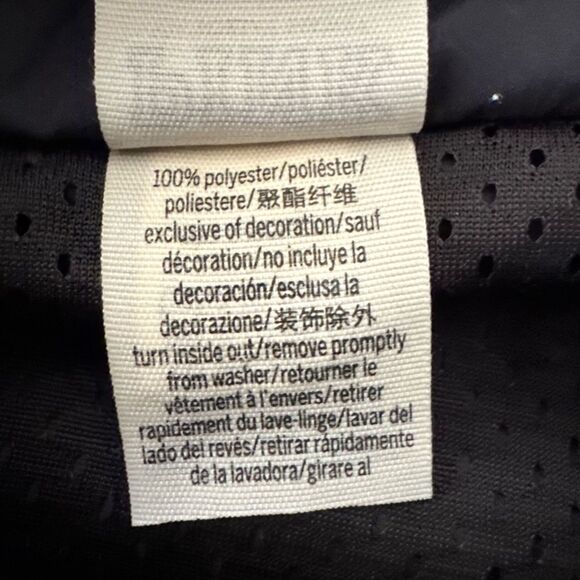 100% polyester/poliéster/
poliestere/聚酯纤维
exclusive of decoration/sauf
décoration/no incluye la
decoración/esclusa la
decorazione/装饰除外
turn inside out/remove promptly
from washer/retourner le
vêtement à l'envers/retirer
rapidement du lave-linge/lavar del
lado del revés/retirar rápidamente
de la lavadora/girare al